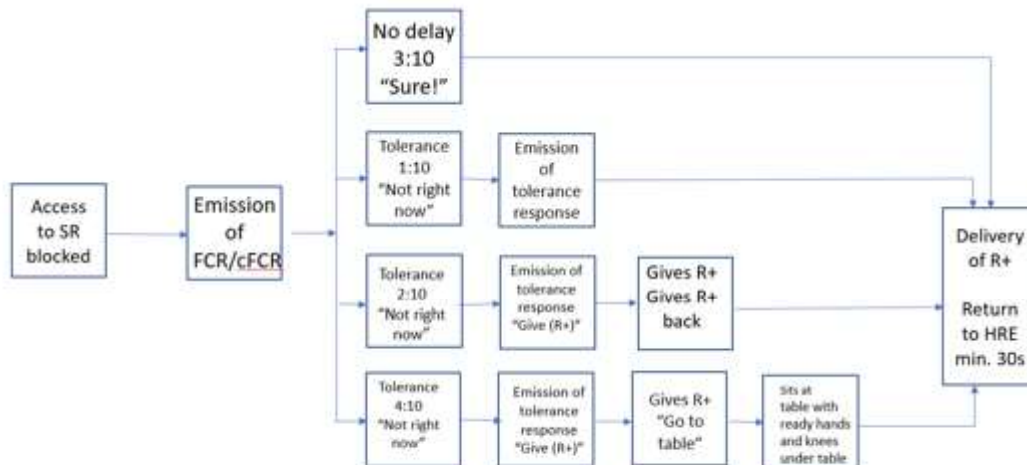 No delay
3:10
"Sure!"
Tolerance
1:10
"Not right
now"
Emission
of
tolerance
response
Access
to SR
blocked
Emission
of
FCR/cFCR
Tolerance
2:10
"Not right
now"
Emission of
tolerance
response
"Give (R+)"
Gives R+
Gives R+
back
Delivery
of R+
Return
to HRE
min. 30s
Tolerance
4:10
"Not right
now"
Emission of
tolerance
response
"Give (R+)"
Gives R+
"Go to
table"
Sits at
table with
ready hands
and knees
under table